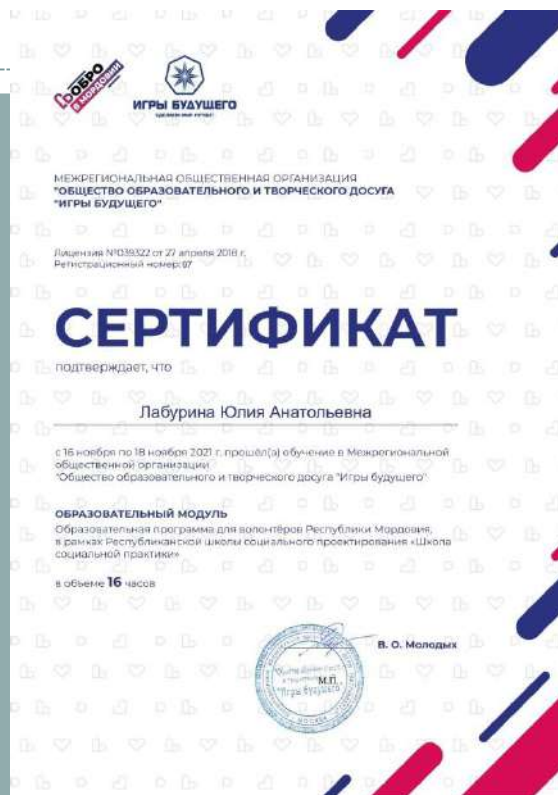 ДОБРО
В МОРДОВИИ
ИГРЫ БУДУЩЕГО
МЕЖРЕГИОНАЛЬНАЯ ОБЩЕСТВЕННАЯ ОРГАНИЗАЦИЯ
"ОБЩЕСТВО ОБРАЗОВАТЕЛЬНОГО И ТВОРЧЕСКОГО ДОСУГА
"ИГРЫ БУДУЩЕГО"
Лицензия №039322 от 27 апреля 2018 г.
Регистрационный номер: 97
СЕРТИФИКАТ
подтверждает, что
Лабурина Юлия Анатольевна
с 16 ноября по 18 ноября 2021 г. прошёл(а) обучение в Межрегиональной
общественной организации
"Общество образовательного и творческого досуга "Игры будущего"
ОБРАЗОВАТЕЛЬНЫЙ МОДУЛЬ
Образовательная программа для волонтёров Республики Мордовия,
в рамках Республиканской школы социального проектирования «Школа
социальной практики»
в объеме 16 часов
В. О. Молодых
М.П.
"Игры будущего"
МОСКВА